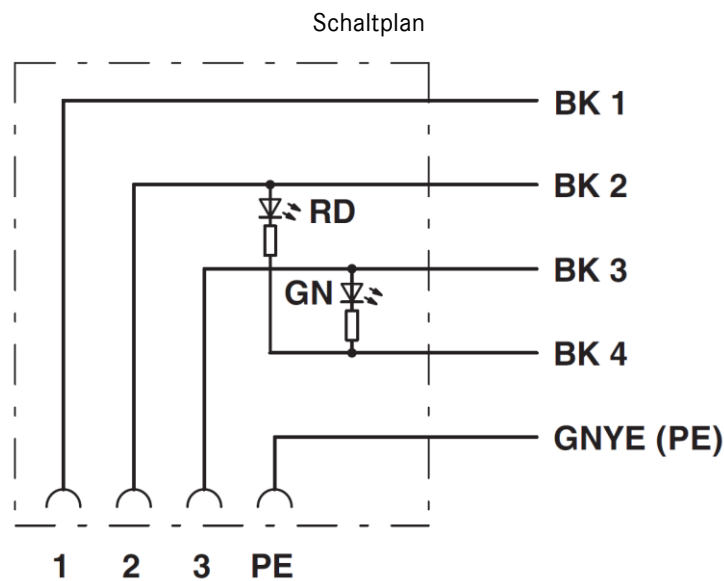 Schaltplan
BK 1
BK 2
RD
BK 3
GN
BK 4
GNYE (PE)
1 2 3 PE